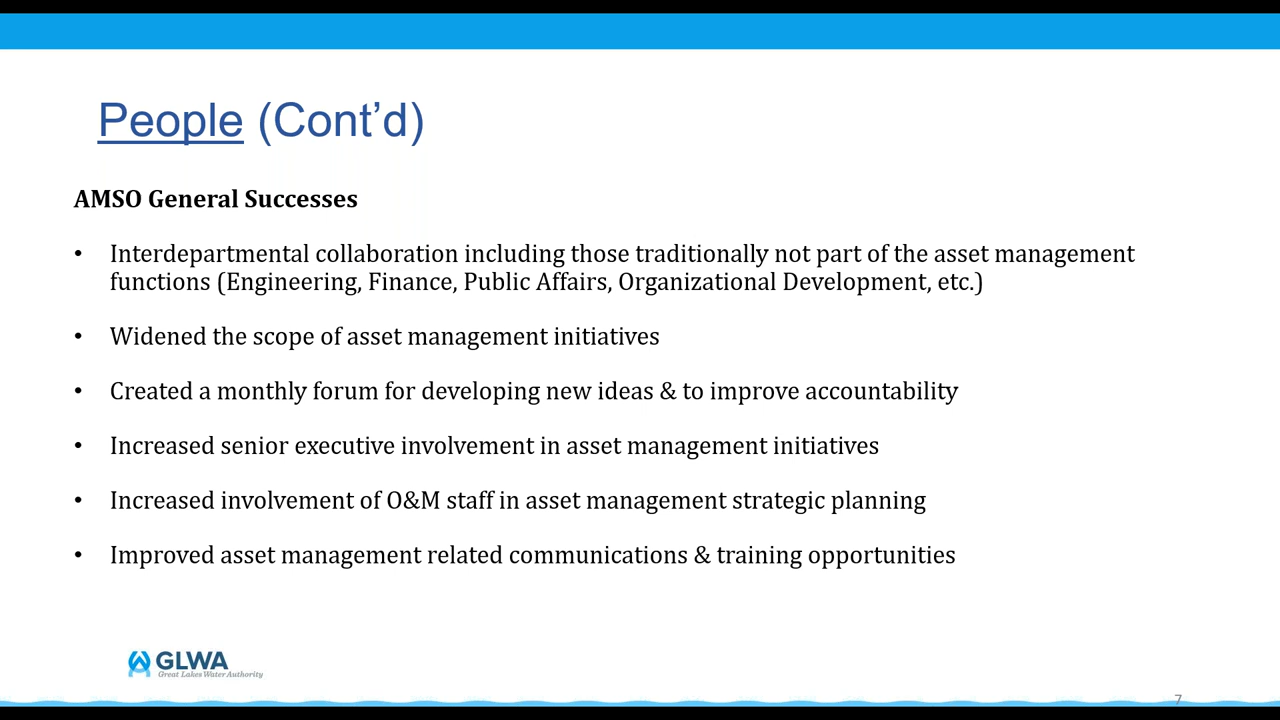 People (Cont’d)
AMSO General Successes
• Interdepartmental collaboration including those traditionally not part of the asset management
functions (Engineering, Finance, Public Affairs, Organizational Development, etc.)
• Widened the scope of asset management initiatives
• Created a monthly forum for developing new ideas & to improve accountability
• Increased senior executive involvement in asset management initiatives
• Increased involvement of O&M staff in asset management strategic planning
• Improved asset management related communications & training opportunities
GLWA
Great Lakes Water Authority
7